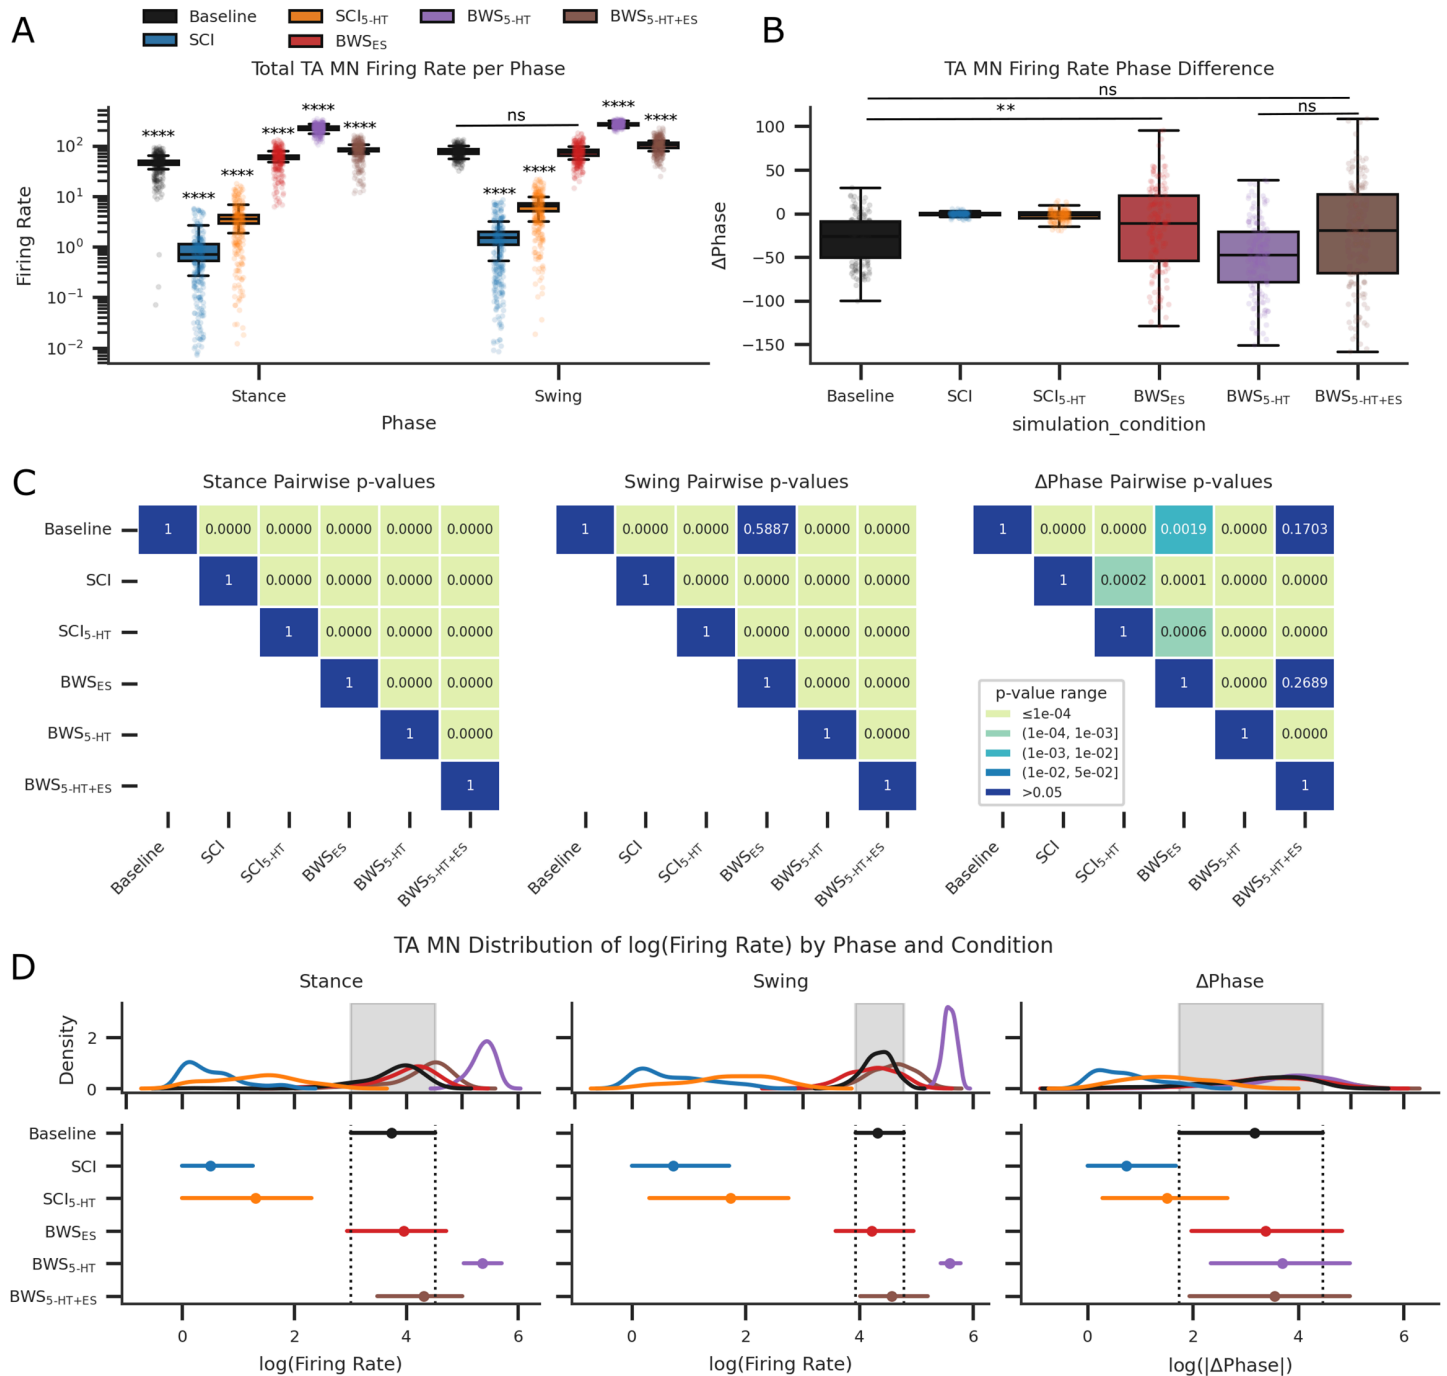 A
Baseline
SCI
SCI5-HT
BWSES
BWS5-HT
BWS5-HT+ES
Total TA MN Firing Rate per Phase
Firing Rate
10²
10¹
10⁰
10⁻¹
10⁻²
****
****
****
****
****
****
ns
****
****
****
****
Stance
Swing
Phase
B
TA MN Firing Rate Phase Difference
ns
**
ns
ΔPhase
100
50
0
−50
−100
−150
Baseline
SCI
SCI5-HT
BWSES
BWS5-HT
BWS5-HT+ES
simulation_condition
C
Stance Pairwise p-values
Baseline
SCI
SCI5-HT
BWSES
BWS5-HT
BWS5-HT+ES
1 0.0000 0.0000 0.0000 0.0000 0.0000
1 0.0000 0.0000 0.0000 0.0000
1 0.0000 0.0000 0.0000
1 0.0000 0.0000
1 0.0000
1
Baseline
SCI
SCI5-HT
BWSES
BWS5-HT
BWS5-HT+ES
Swing Pairwise p-values
1 0.0000 0.0000 0.5887 0.0000 0.0000
1 0.0000 0.0000 0.0000 0.0000
1 0.0000 0.0000 0.0000
1 0.0000 0.0000
1 0.0000
1
Baseline
SCI
SCI5-HT
BWSES
BWS5-HT
BWS5-HT+ES
ΔPhase Pairwise p-values
1 0.0000 0.0000 0.0019 0.0000 0.1703
1 0.0002 0.0001 0.0000 0.0000
1 0.0006 0.0000 0.0000
1 0.0000 0.2689
1 0.0000
1
p-value range
≤1e-04
(1e-04, 1e-03]
(1e-03, 1e-02]
(1e-02, 5e-02]
>0.05
Baseline
SCI
SCI5-HT
BWSES
BWS5-HT
BWS5-HT+ES
TA MN Distribution of log(Firing Rate) by Phase and Condition
D
Stance
Swing
ΔPhase
Density
2
0
Baseline
SCI
SCI5-HT
BWSES
BWS5-HT
BWS5-HT+ES
0 2 4 6
log(Firing Rate)
0 2 4 6
log(Firing Rate)
0 2 4 6
log(|ΔPhase|)